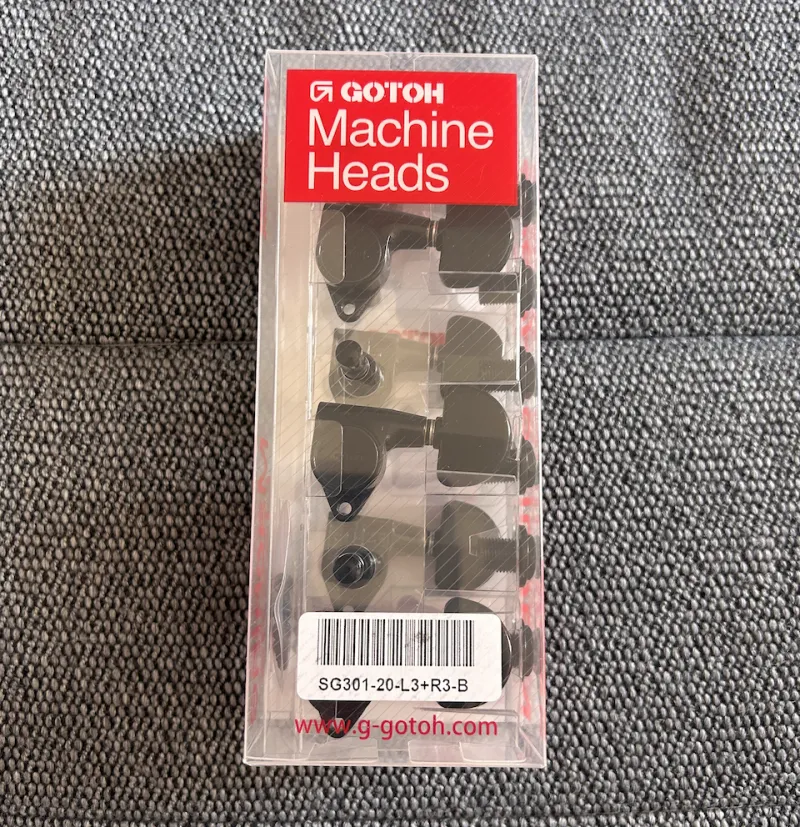 GOTOH
Machine
Heads
SG301-20-L3+R3-B
www.g-gotoh.com